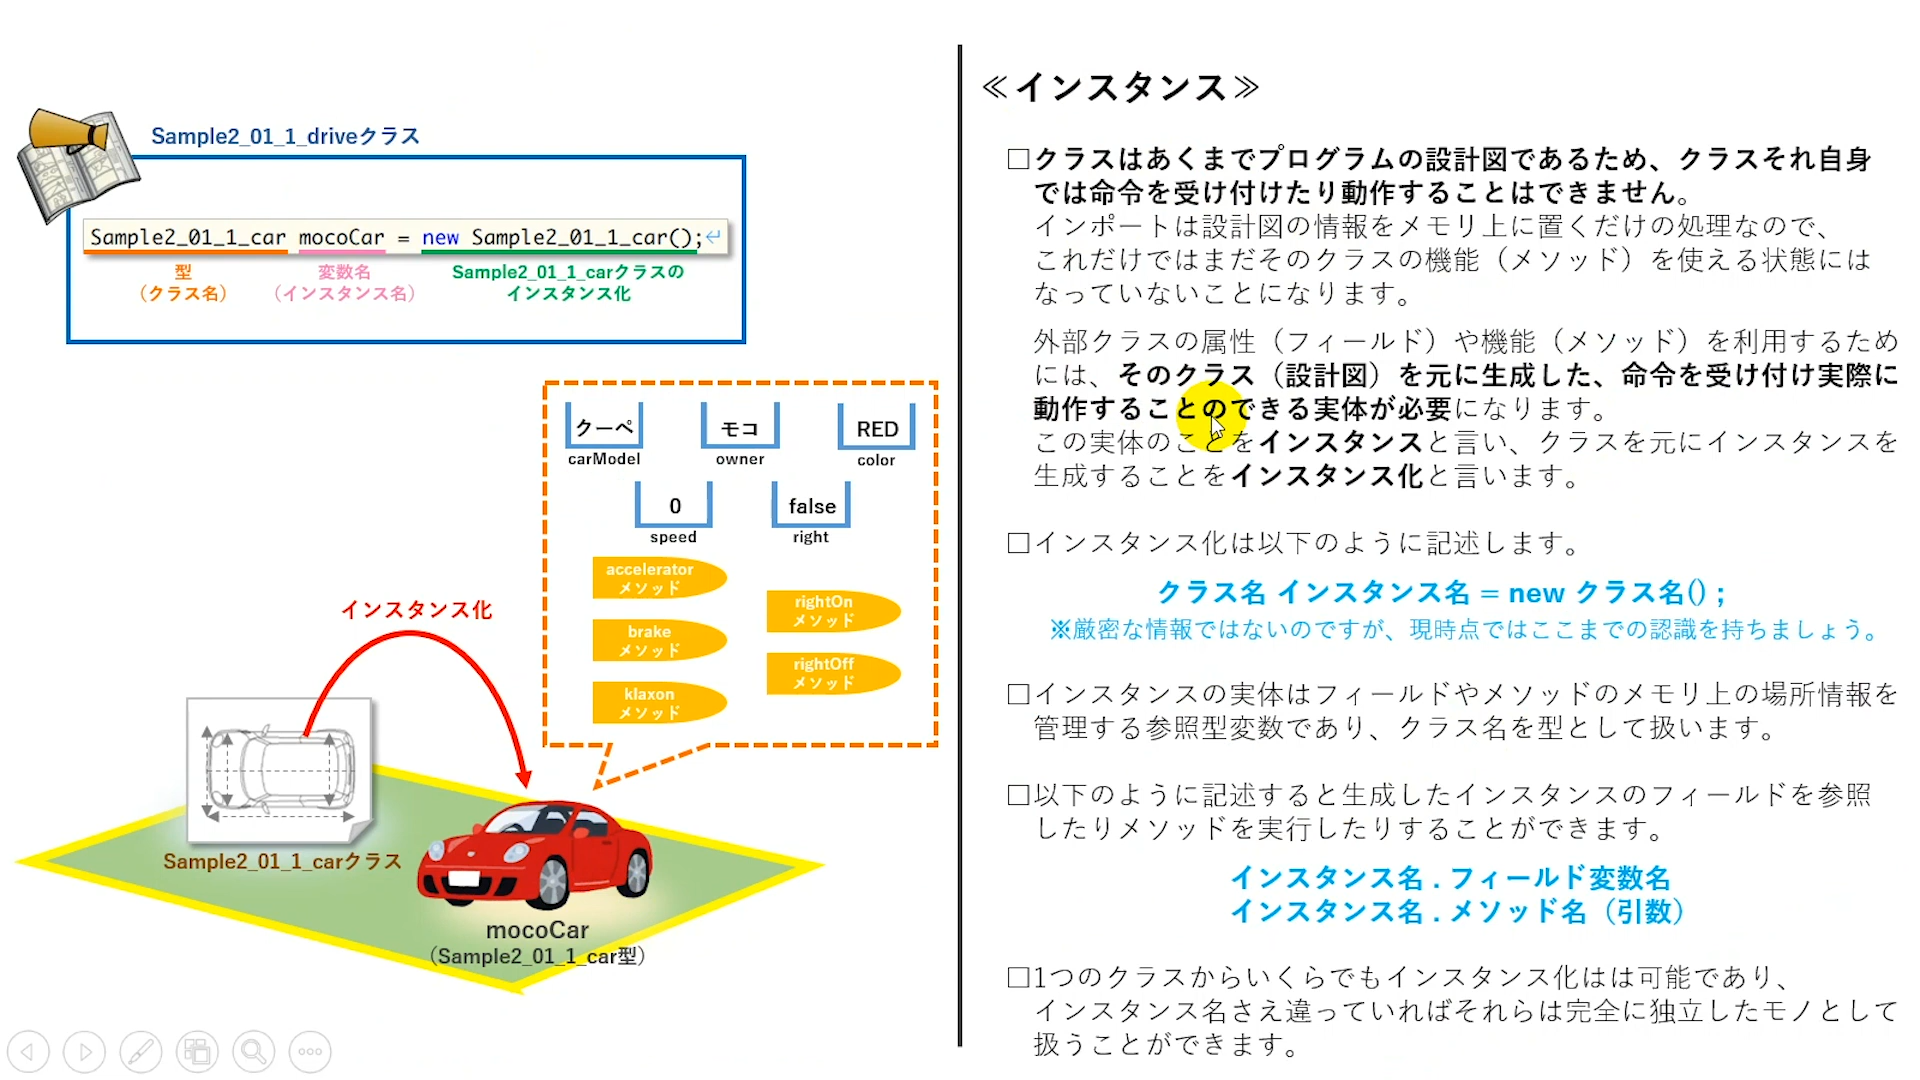 Sample2_01_1_driveクラス
Sample2_01_1_car mocoCar = new Sample2_01_1_car();↵
型
（クラス名）
変数名
（インスタンス名）
Sample2_01_1_carクラスの
インスタンス化
クーペ
carModel
モコ
owner
RED
color
0
speed
false
right
accelerator
メソッド
brake
メソッド
klaxon
メソッド
rightOn
メソッド
rightOff
メソッド
インスタンス化
Sample2_01_1_carクラス
mocoCar
（Sample2_01_1_car型）
≪インスタンス≫
□クラスはあくまでプログラムの設計図であるため、クラスそれ自身
では命令を受け付けたり動作することはできません。
インポートは設計図の情報をメモリ上に置くだけの処理なので、
これだけではまだそのクラスの機能（メソッド）を使える状態には
なっていないことになります。
外部クラスの属性（フィールド）や機能（メソッド）を利用するため
には、そのクラス（設計図）を元に生成した、命令を受け付け実際に
動作することのできる実体が必要になります。
この実体のことをインスタンスと言い、クラスを元にインスタンスを
生成することをインスタンス化と言います。
□インスタンス化は以下のように記述します。
クラス名 インスタンス名 = new クラス名() ;
※厳密な情報ではないのですが、現時点ではここまでの認識を持ちましょう。
□インスタンスの実体はフィールドやメソッドのメモリ上の場所情報を
管理する参照型変数であり、クラス名を型として扱います。
□以下のように記述すると生成したインスタンスのフィールドを参照
したりメソッドを実行したりすることができます。
インスタンス名 . フィールド変数名
インスタンス名 . メソッド名（引数）
□1つのクラスからいくらでもインスタンス化はは可能であり、
インスタンス名さえ違っていればそれらは完全に独立したモノとして
扱うことができます。